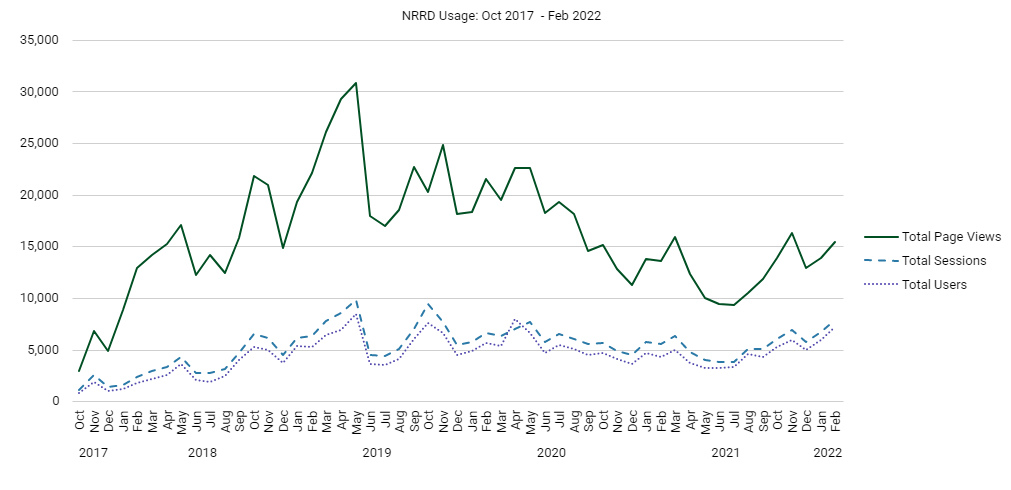 NRRD Usage: Oct 2017 - Feb 2022
35,000
30,000
25,000
20,000
15,000
10,000
5,000
0
Oct Nov Dec Jan Feb Mar Apr May Jun Jul Aug Sep Oct Nov Dec Jan Feb Mar Apr May Jun Jul Aug Sep Oct Nov Dec Jan Feb Mar Apr May Jun Jul Aug Sep Oct Nov Dec Jan Feb Mar Apr May Jun Jul Aug Sep Oct Nov Dec Jan Feb
2017 2018 2019 2020 2021 2022
Total Page Views
Total Sessions
Total Users